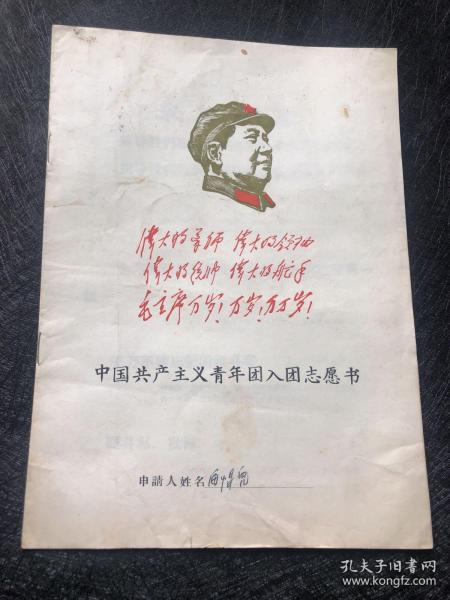 伟大的导师 伟大的领袖
伟大的统帅 伟大的舵手
毛主席万岁！万岁！万万岁！
中国共产主义青年团入团志愿书
申請人姓名
孔夫子旧书网
www.kongfz.com